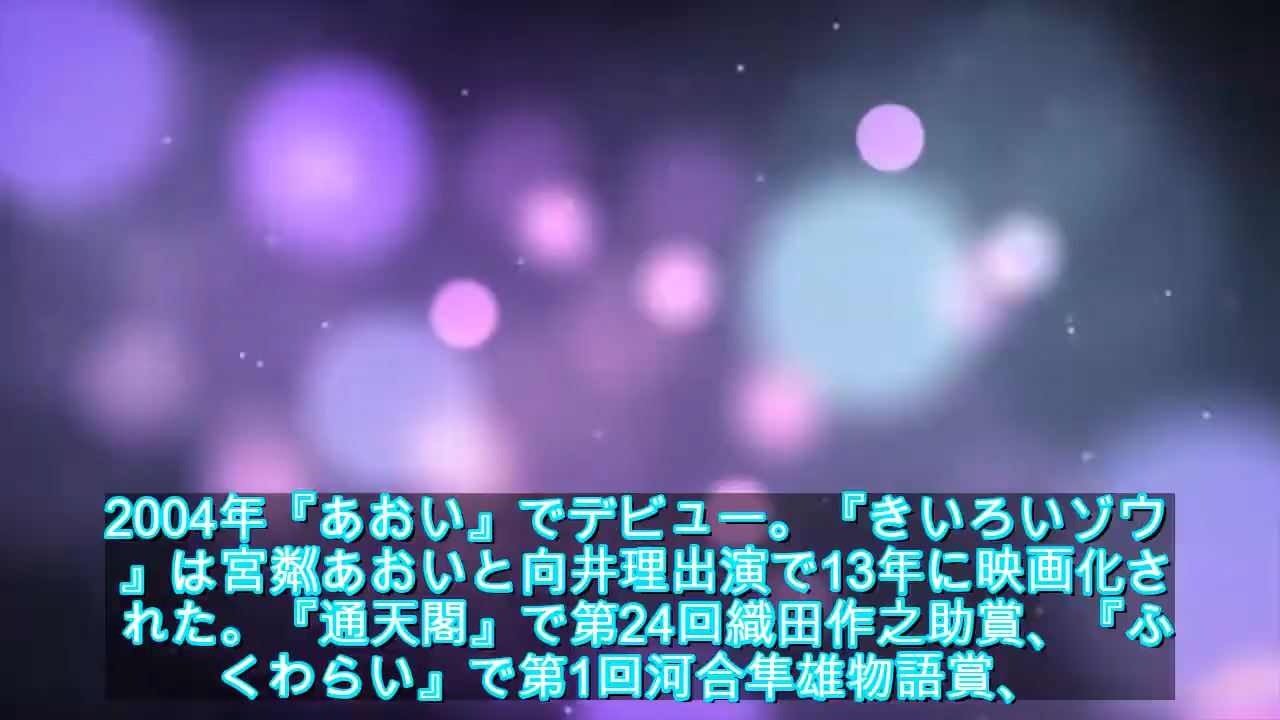 2004年『あおい』でデビュー。『きいろいゾウ
』は宮粼あおいと向井理出演で13年に映画化さ
れた。『通天閣』で第24回織田作之助賞、『ふ
くわらい』で第1回河合隼雄物語賞、